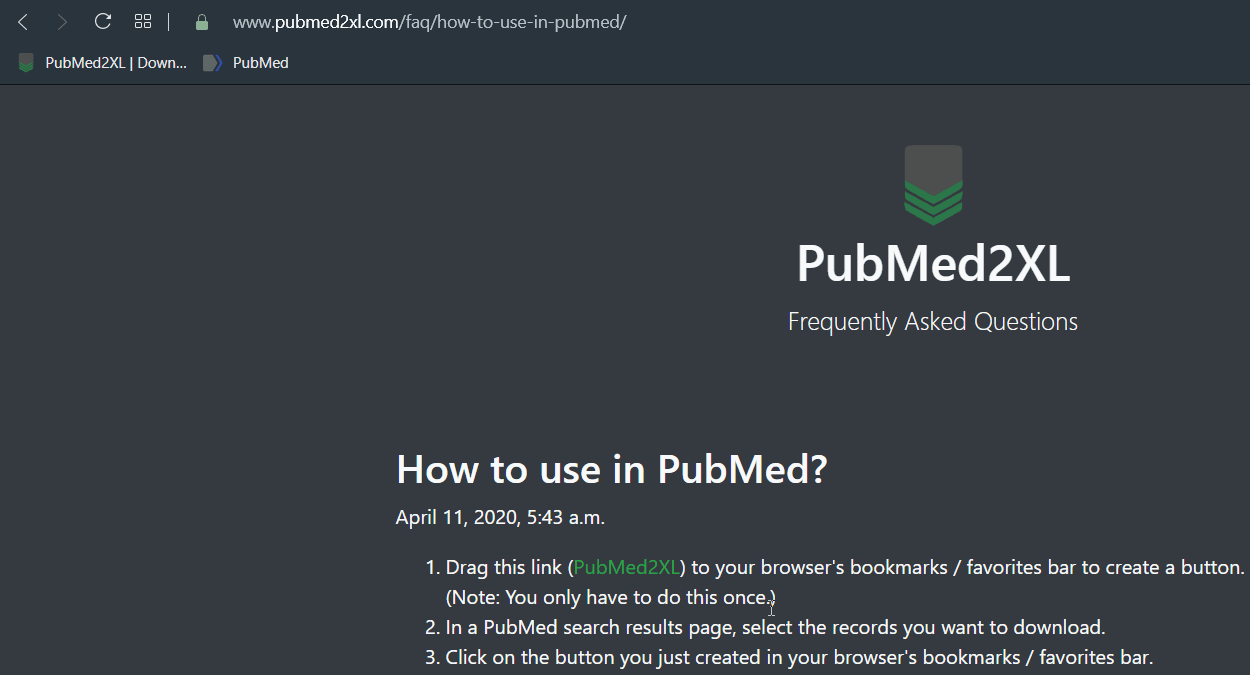 www.pubmed2xl.com/faq/how-to-use-in-pubmed/
PubMed2XL | Down... PubMed
PubMed2XL
Frequently Asked Questions
How to use in PubMed?
April 11, 2020, 5:43 a.m.
1. Drag this link (PubMed2XL) to your browser's bookmarks / favorites bar to create a button.
(Note: You only have to do this once.)
2. In a PubMed search results page, select the records you want to download.
3. Click on the button you just created in your browser's bookmarks / favorites bar.